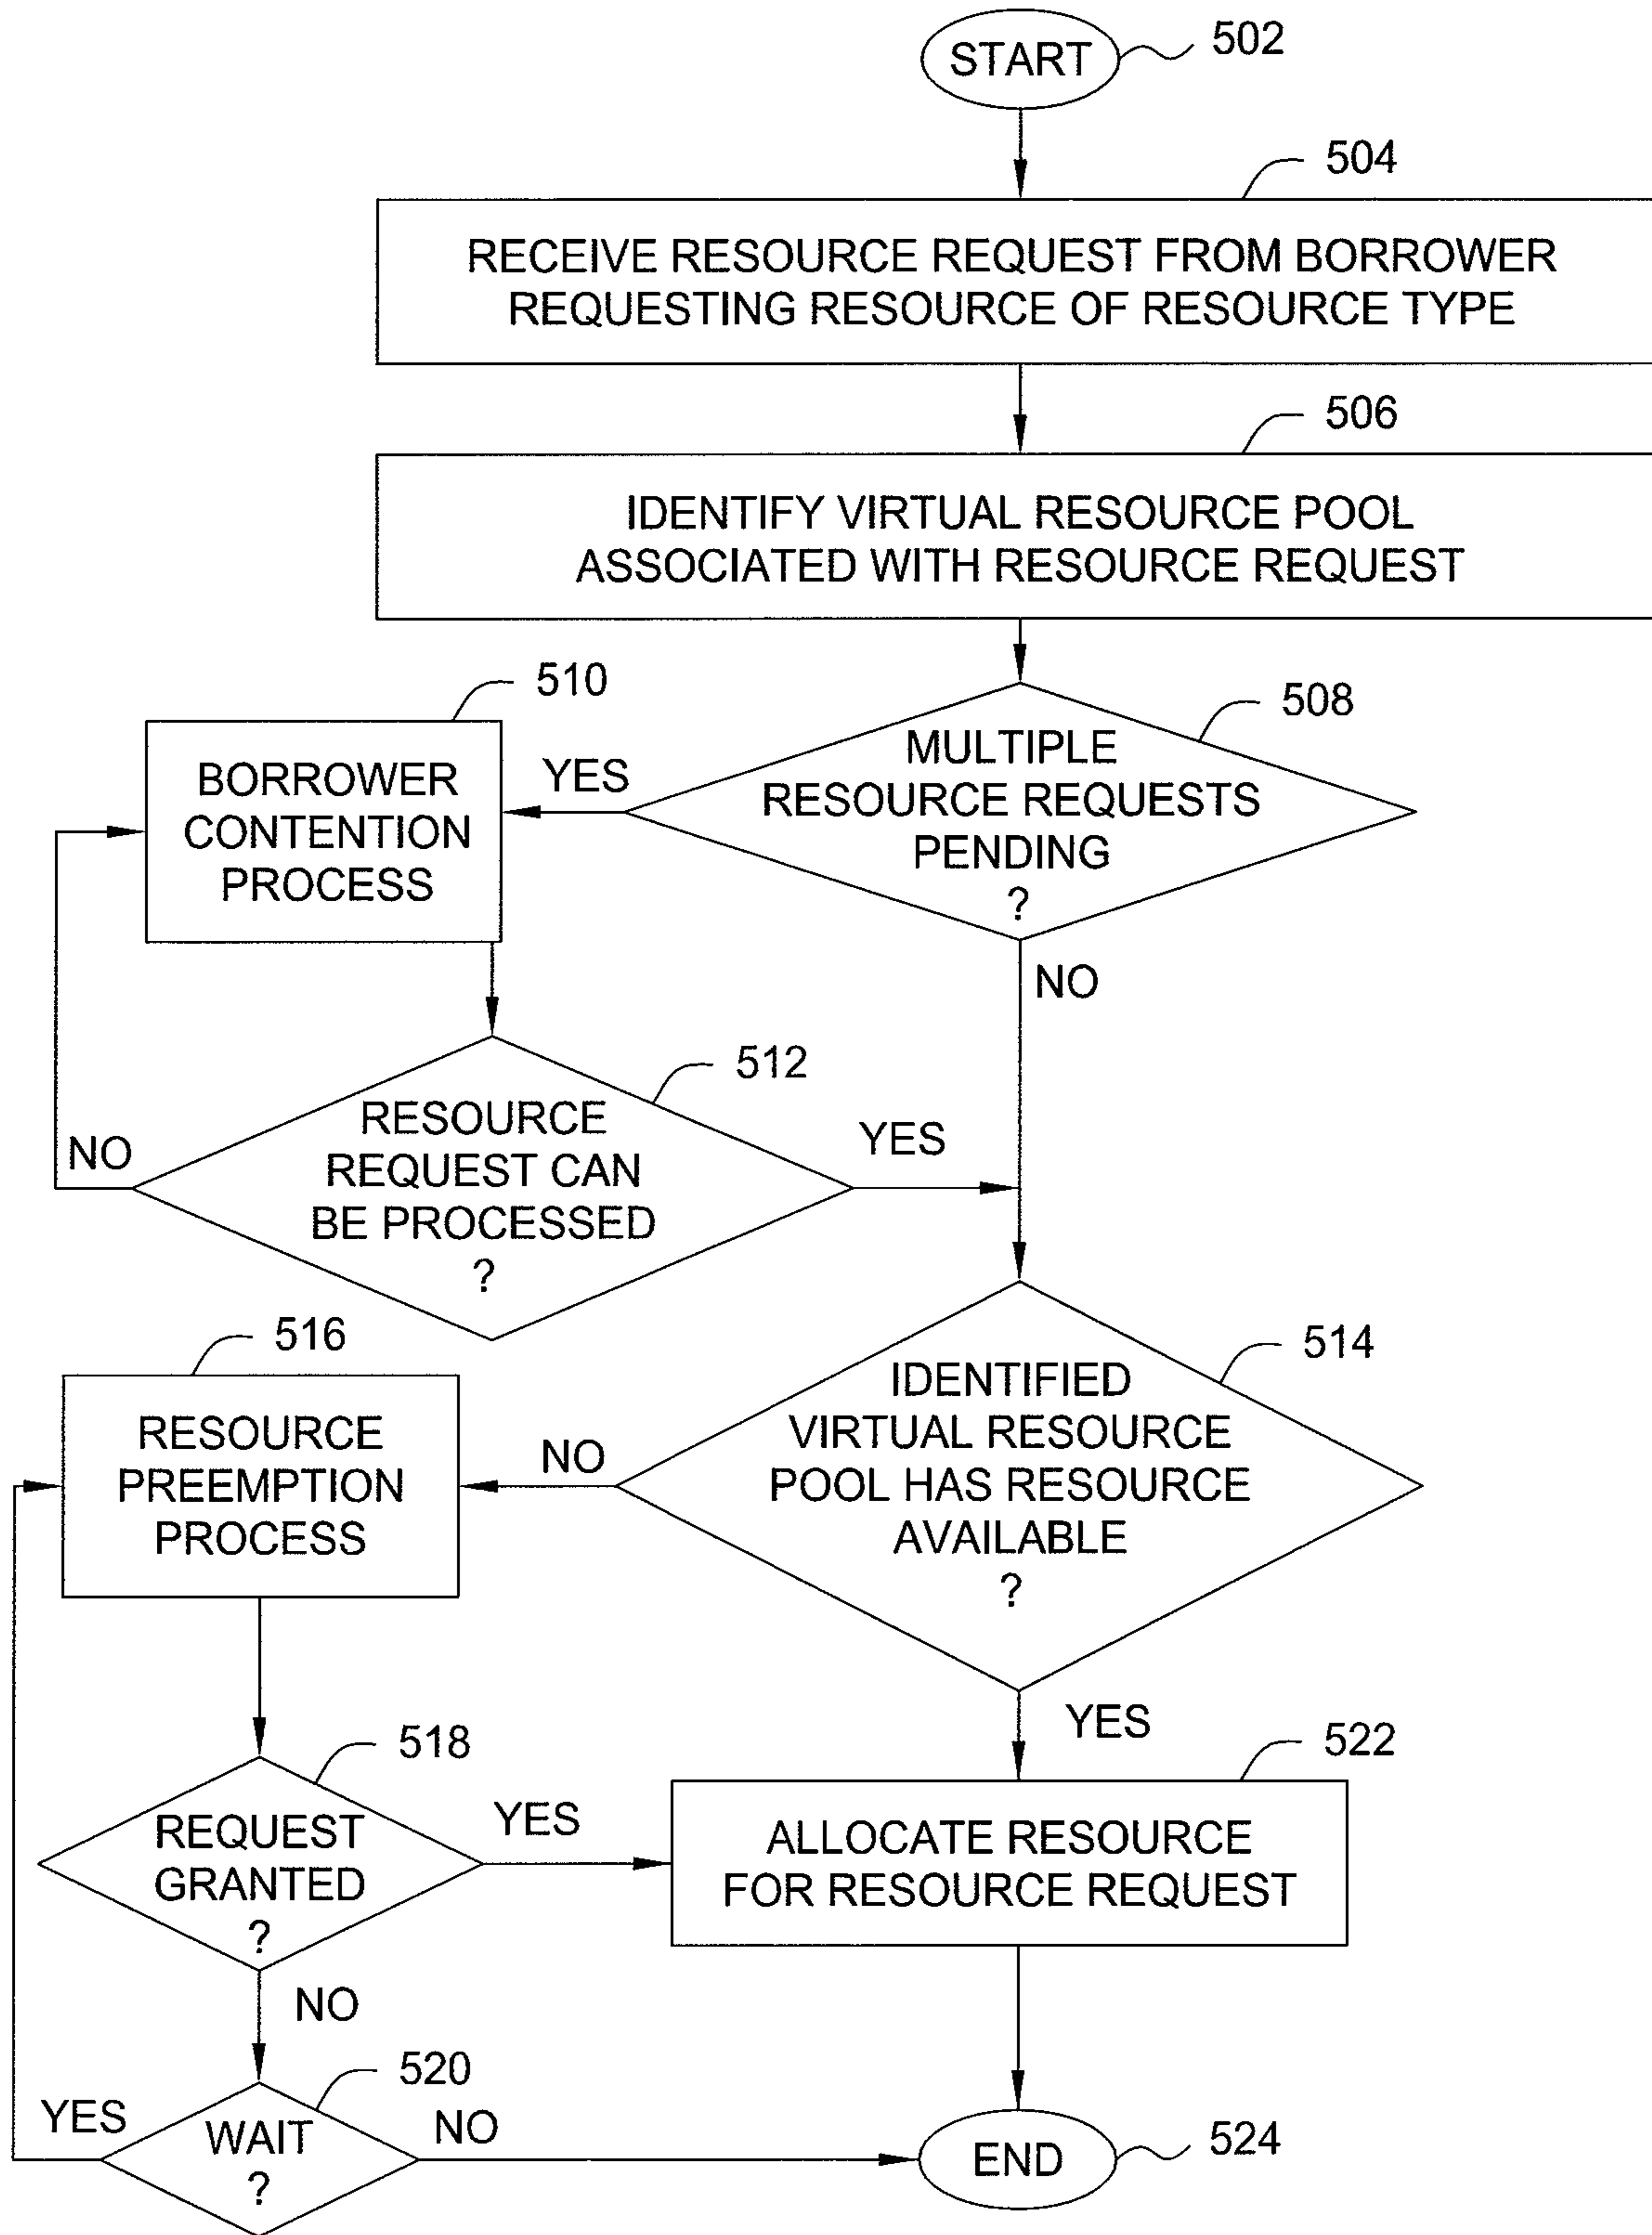 START
502
504
RECEIVE RESOURCE REQUEST FROM BORROWER
REQUESTING RESOURCE OF RESOURCE TYPE
506
IDENTIFY VIRTUAL RESOURCE POOL
ASSOCIATED WITH RESOURCE REQUEST
510
508
BORROWER
CONTENTION
PROCESS
YES
MULTIPLE
RESOURCE REQUESTS
PENDING
?
NO
512
RESOURCE
REQUEST CAN
BE PROCESSED
?
NO
YES
516
514
RESOURCE
PREEMPTION
PROCESS
NO
IDENTIFIED
VIRTUAL RESOURCE
POOL HAS RESOURCE
AVAILABLE
?
YES
518
522
REQUEST
GRANTED
?
YES
ALLOCATE RESOURCE
FOR RESOURCE REQUEST
NO
520
YES
WAIT
?
NO
END
524